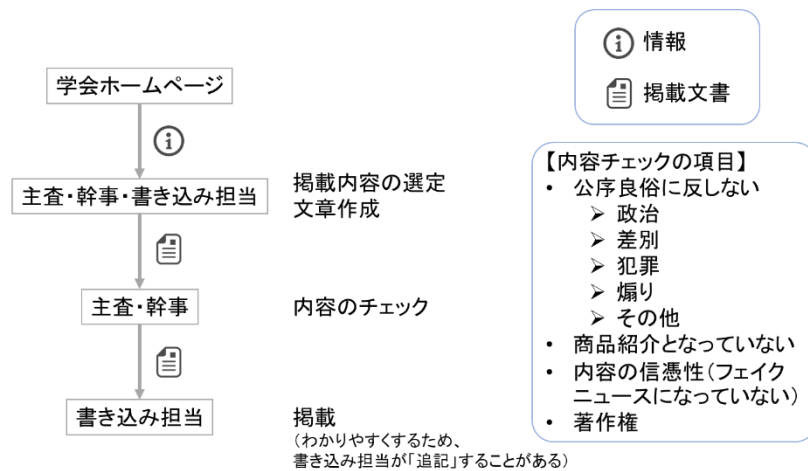 情報
掲載文書
学会ホームページ
主査・幹事・書き込み担当
掲載内容の選定
文章作成
主査・幹事
内容のチェック
書き込み担当
掲載
(わかりやすくするため、
書き込み担当が「追記」することがある)
【内容チェックの項目】
• 公序良俗に反しない
➢ 政治
➢ 差別
➢ 犯罪
➢ 煽り
➢ その他
• 商品紹介となっていない
• 内容の信憑性(フェイク
ニュースになっていない)
• 著作権